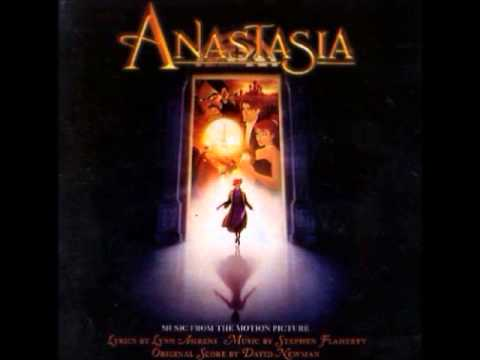 ANASTASIA
MUSIC FROM THE MOTION PICTURE
LYRICS BY LYNN AHRENS MUSIC BY STEPHEN FLAHERTY
ORIGINAL SCORE BY DAVID NEWMAN